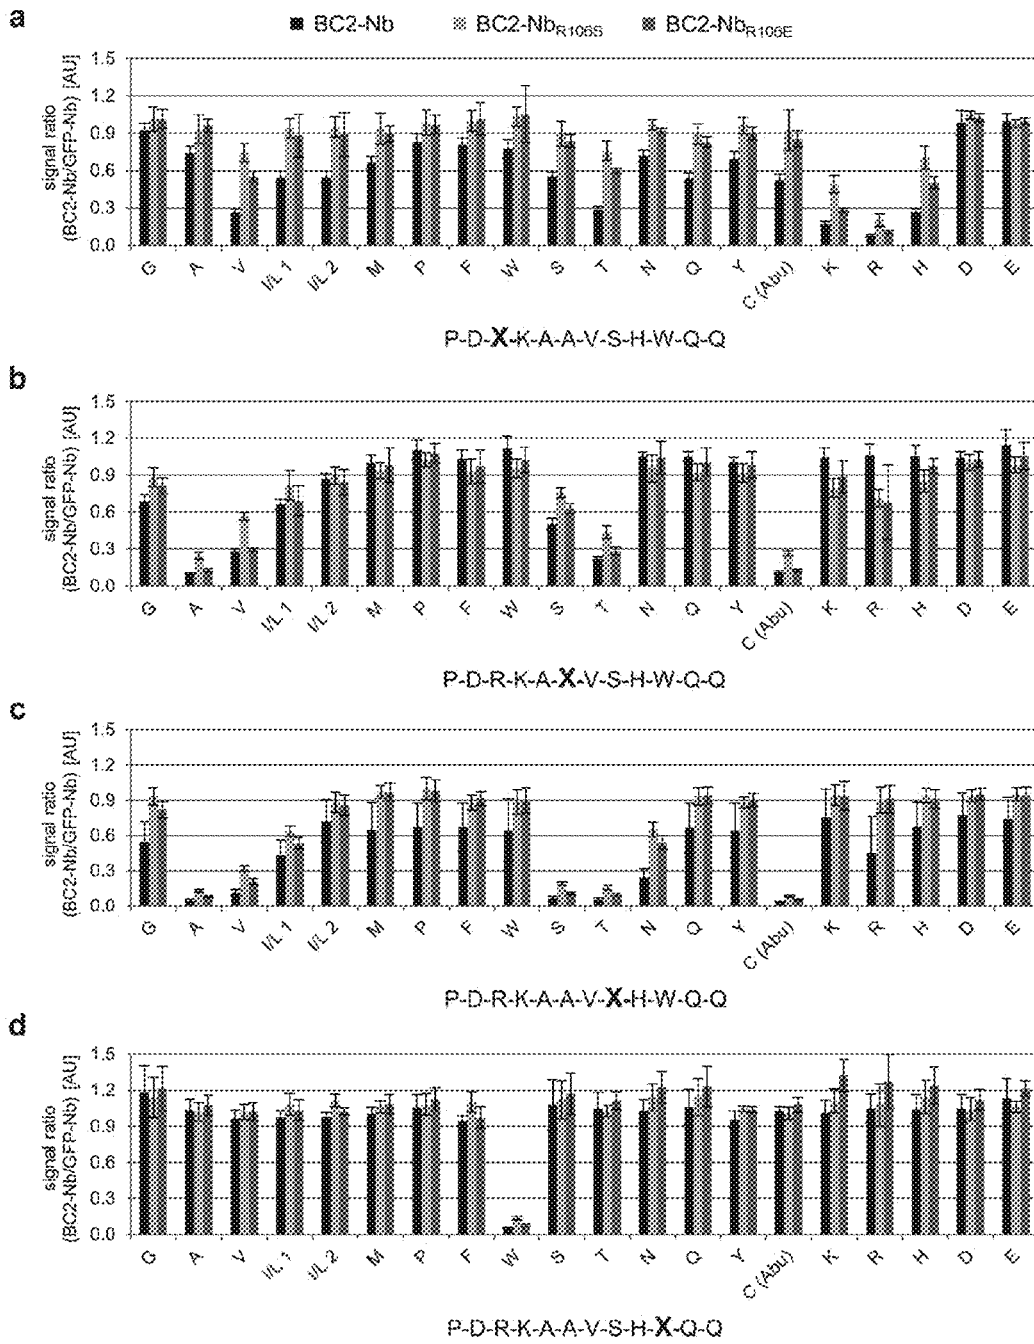 a
BC2-Nb BC2-NbR106S BC2-NbR106E
signal ratio
(BC2-Nb/GFP-Nb) [AU]
1.5
1.2
0.9
0.6
0.3
0.0
G A V I/L 1 I/L 2 M P F W S T N Q Y C (Abu) K R H D E
P-D-X-K-A-A-V-S-H-W-Q-Q
b
signal ratio
(BC2-Nb/GFP-Nb) [AU]
1.5
1.2
0.9
0.6
0.3
0.0
G A V I/L 1 I/L 2 M P F W S T N Q Y C (Abu) K R H D E
P-D-R-K-A-X-V-S-H-W-Q-Q
c
signal ratio
(BC2-Nb/GFP-Nb) [AU]
1.5
1.2
0.9
0.6
0.3
0.0
G A V I/L 1 I/L 2 M P F W S T N Q Y C (Abu) K R H D E
P-D-R-K-A-A-V-X-H-W-Q-Q
d
signal ratio
(BC2-Nb/GFP-Nb) [AU]
1.5
1.2
0.9
0.6
0.3
0.0
G A V I/L 1 I/L 2 M P F W S T N Q Y C (Abu) K R H D E
P-D-R-K-A-A-V-S-H-X-Q-Q